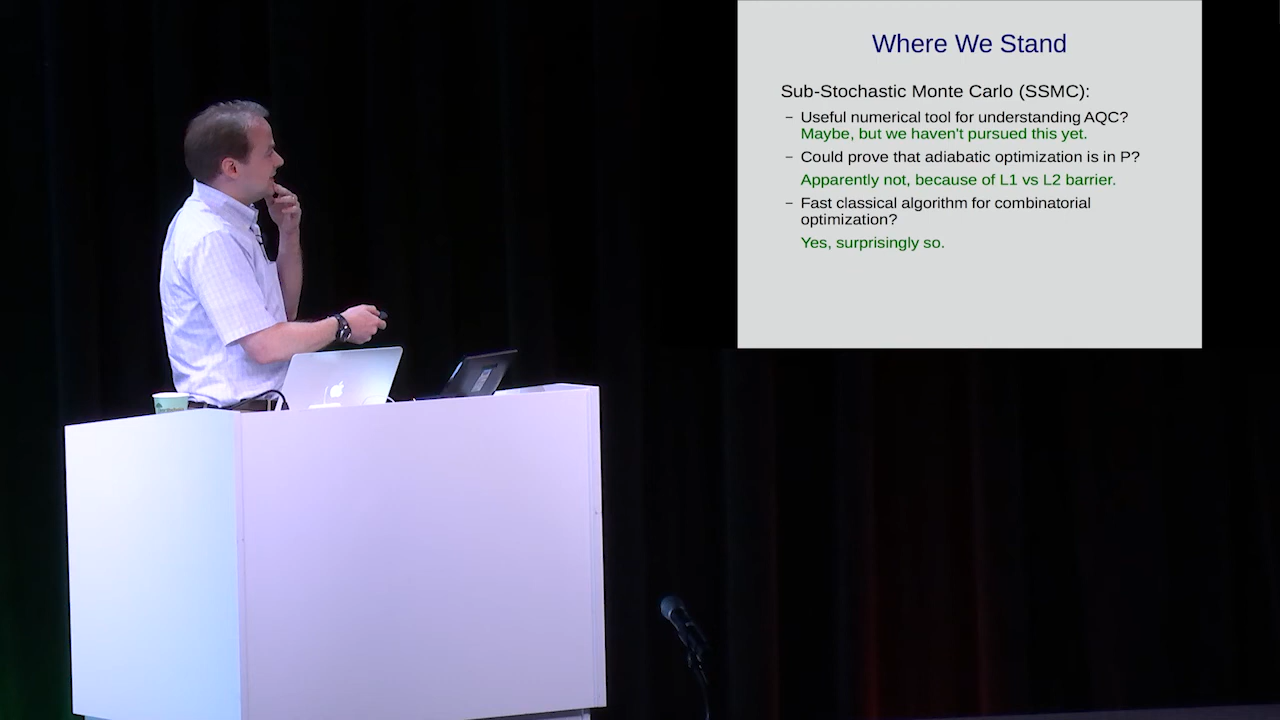 Where We Stand
Sub-Stochastic Monte Carlo (SSMC):
– Useful numerical tool for understanding AQC?
Maybe, but we haven't pursued this yet.
– Could prove that adiabatic optimization is in P?
Apparently not, because of L1 vs L2 barrier.
– Fast classical algorithm for combinatorial
optimization?
Yes, surprisingly so.